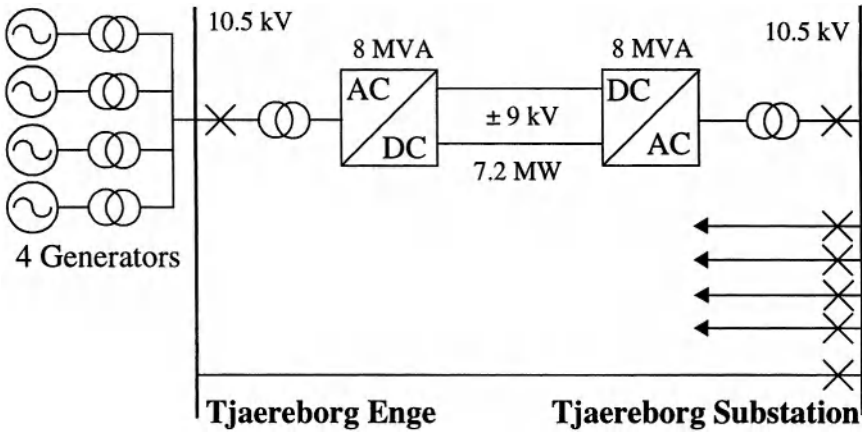 10.5 kV
10.5 kV
8 MVA
8 MVA
AC
DC
± 9 kV
7.2 MW
DC
AC
4 Generators
Tjaereborg Enge
Tjaereborg Substation